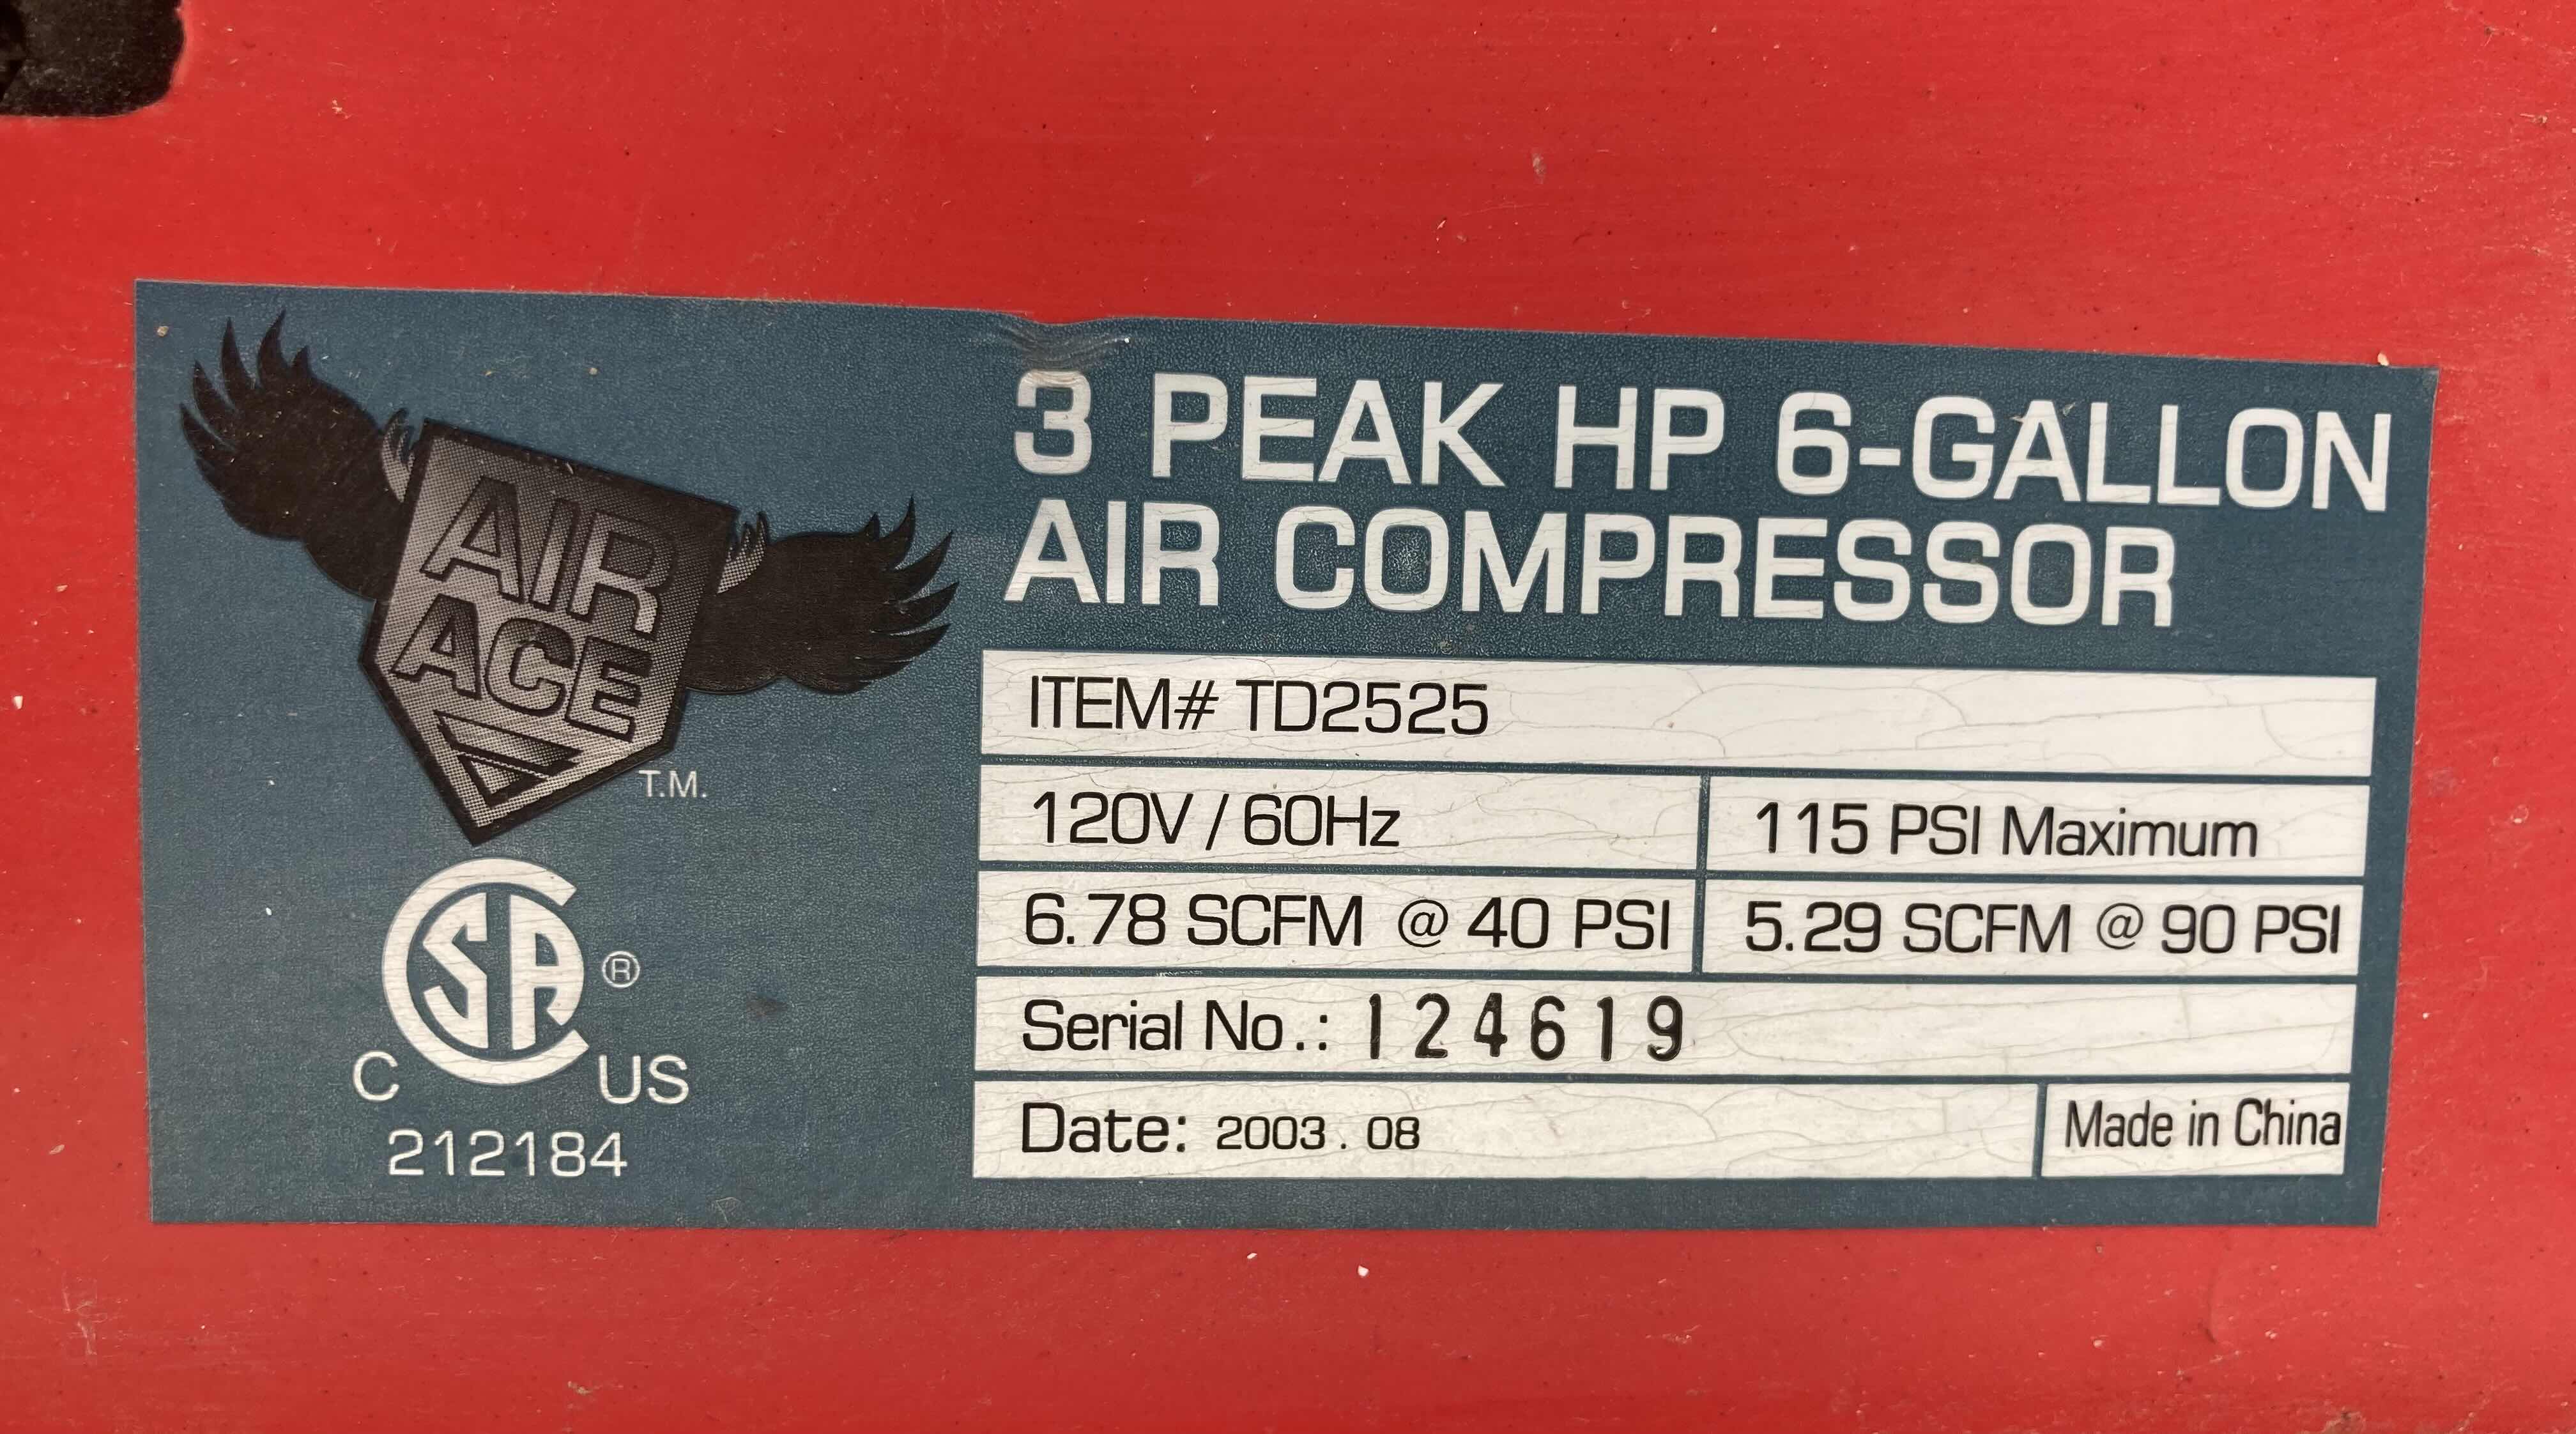 AIR
ACE
T.M.
CSA ®
C US
212184
3 PEAK HP 6-GALLON
AIR COMPRESSOR
ITEM# TD2525
120V / 60Hz
115 PSI Maximum
6.78 SCFM @ 40 PSI
5.29 SCFM @ 90 PSI
Serial No.: 124619
Date: 2003.08
Made in China